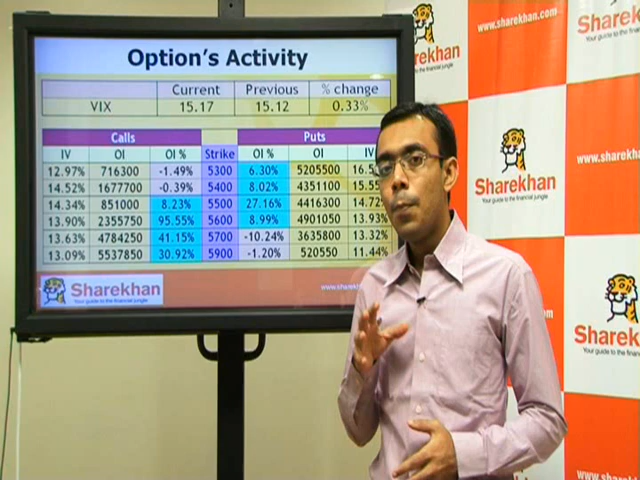 Option's Activity
Current Previous % change
VIX 15.17 15.12 0.33%
Calls Puts
IV OI OI % Strike OI % OI IV
12.97% 716300 -1.49% 5300 6.30% 5205500
14.52% 1677700 -0.39% 5400 8.02% 4351100
14.34% 851000 8.23% 5500 27.16% 4416300
13.90% 2355750 95.55% 5600 8.99% 4901050 13.93%
13.63% 4784250 41.15% 5700 -10.24% 3635800 13.32%
13.09% 5537850 30.92% 5900 -1.20% 520550 11.44%
Sharekhan
Your guide to the financial jungle
Sharekhan
Your guide to the financial jungle
www.sharekhan.com
Sharekhan
Your guide to the
Sharekhan
Your guide to the financial jungle
Sharekhan
Your guide to the